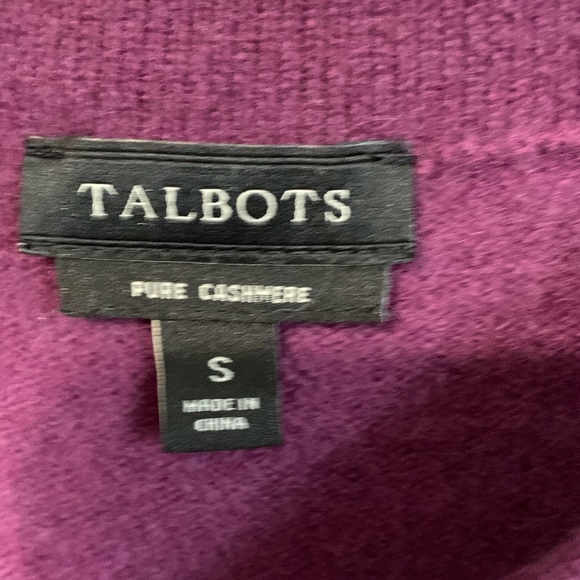 TALBOTS
PURE CASHMERE
S
MADE IN
CHINA